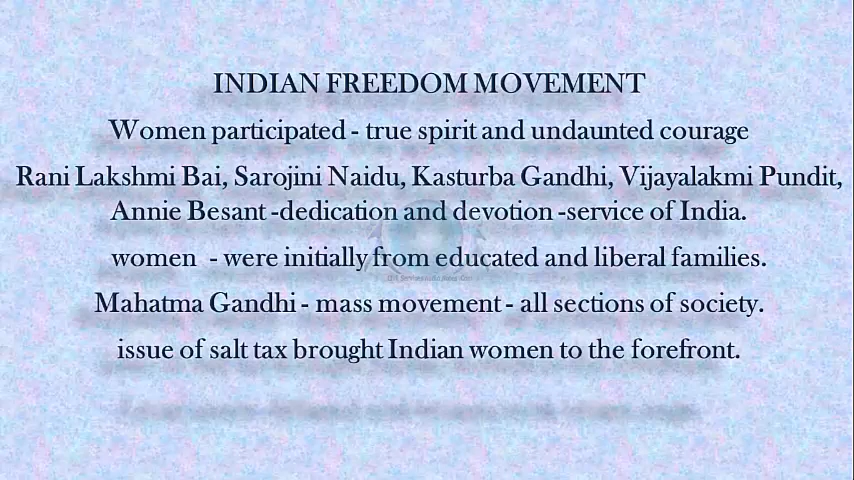 INDIAN FREEDOM MOVEMENT
Women participated - true spirit and undaunted courage
Rani Lakshmi Bai, Sarojini Naidu, Kasturba Gandhi, Vijayalakmi Pundit,
Annie Besant -dedication and devotion -service of India.
women - were initially from educated and liberal families.
Mahatma Gandhi - mass movement - all sections of society.
issue of salt tax brought Indian women to the forefront.